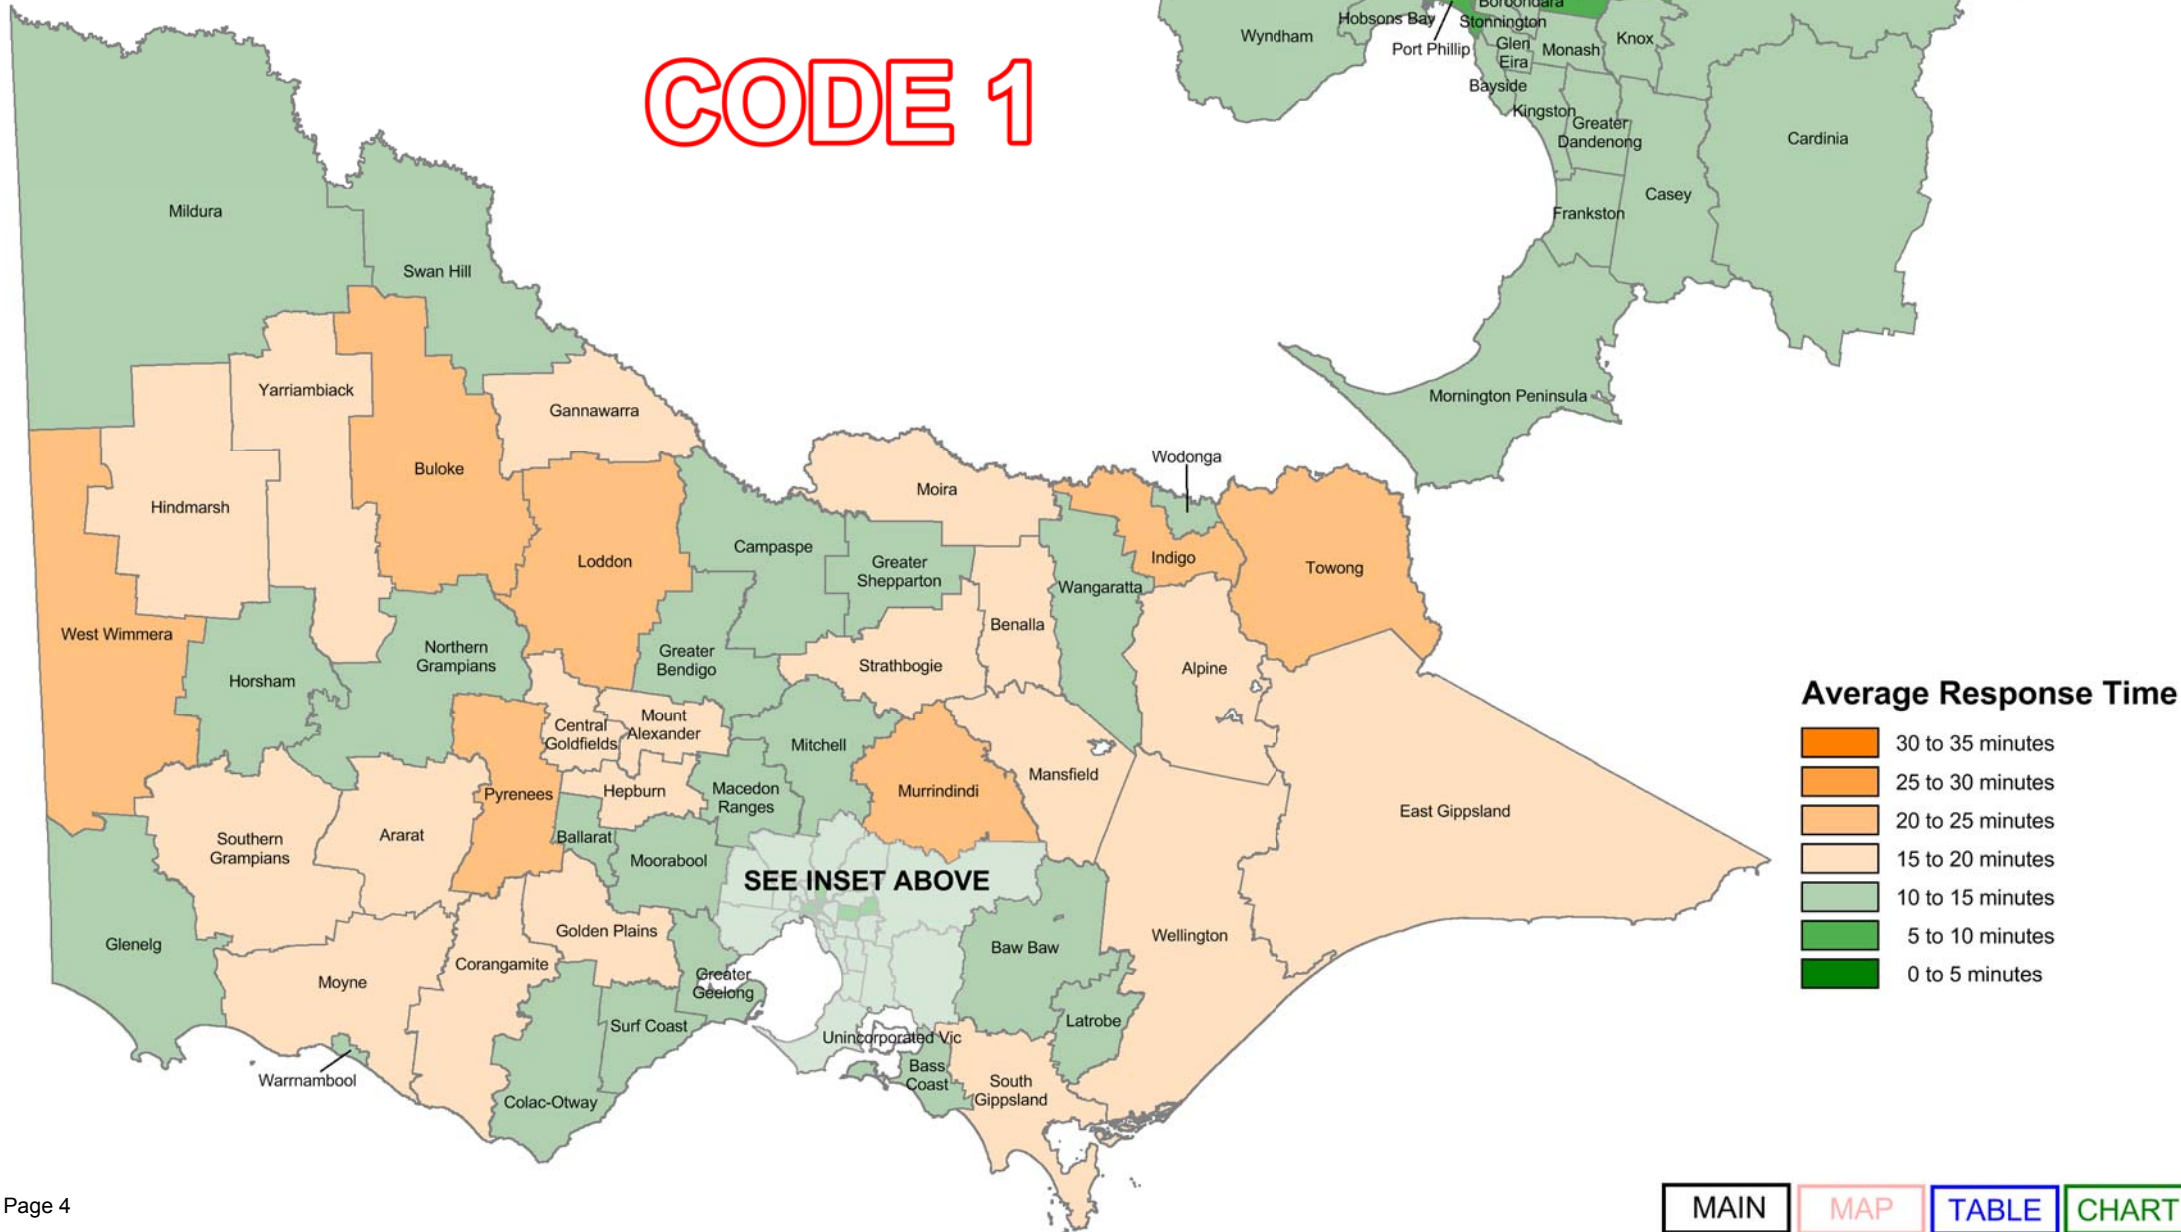 Boroondara
Hobsons Bay
Stonnington
Wyndham
Port Phillip
Glen
Eira
Monash
Knox
Bayside
Kingston
Greater
Dandenong
Cardinia
Casey
Frankston
Mornington Peninsula
CODE 1
Mildura
Swan Hill
Yarriambiack
Gannawarra
Buloke
Hindmarsh
Moira
Wodonga
Loddon
Campaspe
Greater
Shepparton
Indigo
Towong
Wangaratta
Benalla
West Wimmera
Northern
Grampians
Greater
Bendigo
Strathbogie
Alpine
Horsham
Central
Goldfields
Mount
Alexander
Mitchell
Mansfield
Pyrenees
Hepburn
Macedon
Ranges
Murrindindi
East Gippsland
Southern
Grampians
Ararat
Ballarat
Moorabool
SEE INSET ABOVE
Glenelg
Golden Plains
Baw Baw
Wellington
Moyne
Corangamite
Greater
Geelong
Surf Coast
Latrobe
Unincorporated Vic
Warrnambool
Bass
Coast
South
Gippsland
Colac-Otway
Average Response Time
30 to 35 minutes
25 to 30 minutes
20 to 25 minutes
15 to 20 minutes
10 to 15 minutes
5 to 10 minutes
0 to 5 minutes
Page 4
MAIN
MAP
TABLE
CHART